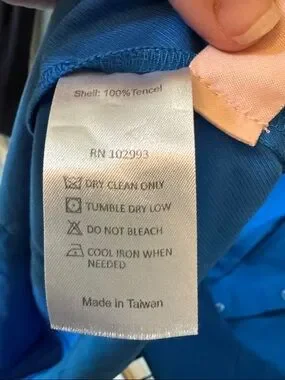 Shell: 100% Tencel
RN 102993
DRY CLEAN ONLY
TUMBLE DRY LOW
DO NOT BLEACH
COOL IRON WHEN
NEEDED
Made in Taiwan